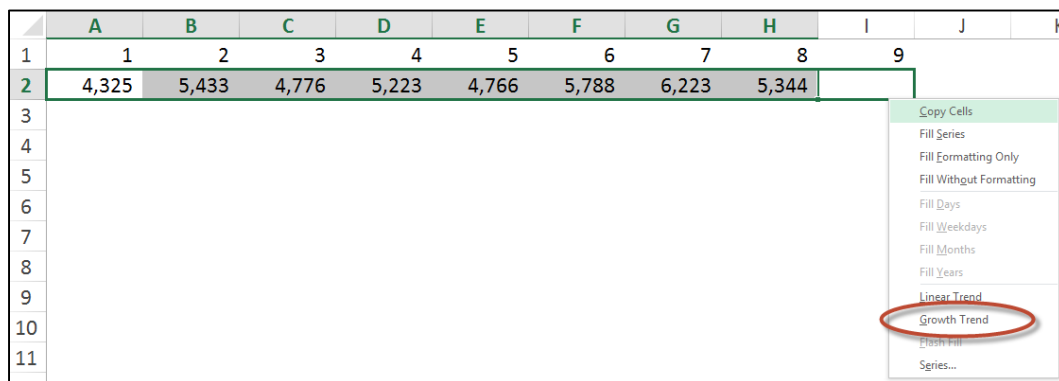 A B C D E F G H I J
1 1 2 3 4 5 6 7 8 9
2 4,325 5,433 4,776 5,223 4,766 5,788 6,223 5,344
3
4
5
6
7
8
9
10
11
Copy Cells
Fill Series
Fill Formatting Only
Fill Without Formatting
Fill Days
Fill Weekdays
Fill Months
Fill Years
Linear Trend
Growth Trend
Flash Fill
Series...